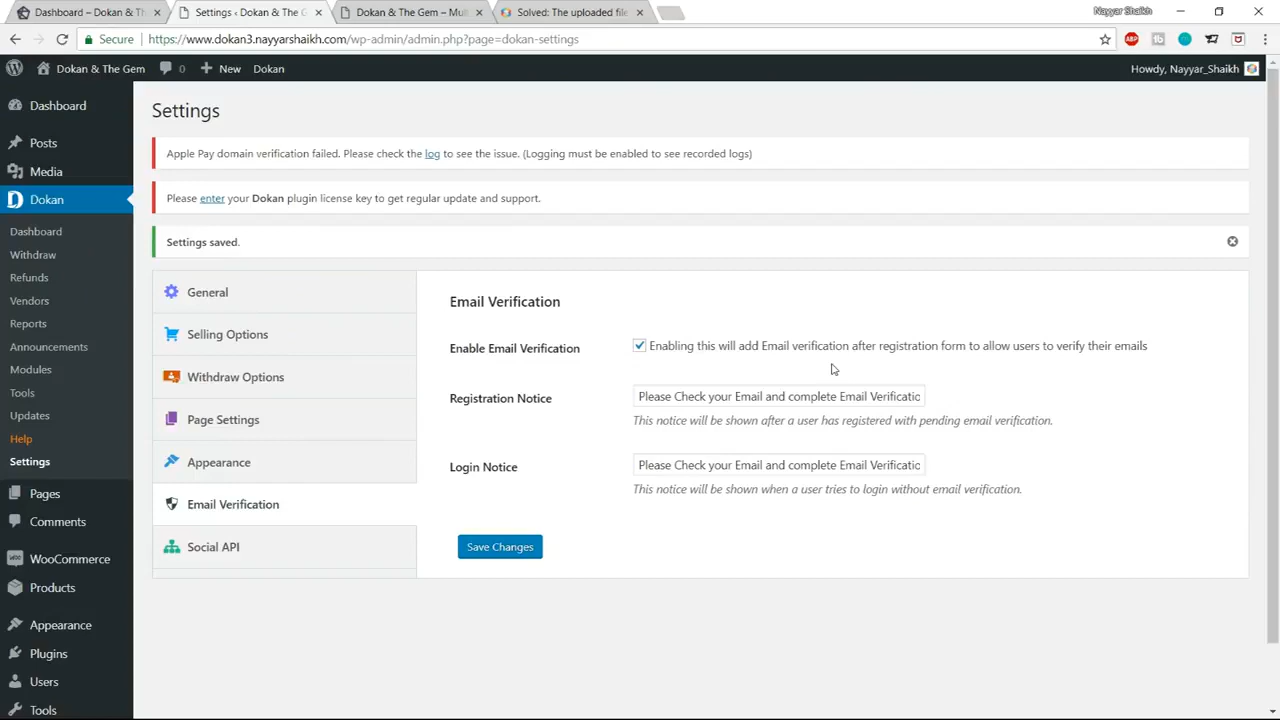 Dashboard – Dokan & Th
Settings ‹ Dokan & The G
Dokan & The Gem – Mul
Solved: The uploaded file
Nayyar Shaikh
Secure
https://www.dokan3.nayyarshaikh.com/wp-admin/admin.php?page=dokan-settings
ABP
Dokan & The Gem
0
New
Dokan
Howdy, Nayyar_Shaikh
Dashboard
Posts
Media
Dokan
Dashboard
Withdraw
Refunds
Vendors
Reports
Announcements
Modules
Tools
Updates
Help
Settings
Pages
Comments
WooCommerce
Products
Appearance
Plugins
Users
Tools
Settings
Apple Pay domain verification failed. Please check the log to see the issue. (Logging must be enabled to see recorded logs)
Please enter your Dokan plugin license key to get regular update and support.
Settings saved.
General
Selling Options
Withdraw Options
Page Settings
Appearance
Email Verification
Social API
Email Verification
Enable Email Verification
Enabling this will add Email verification after registration form to allow users to verify their emails
Registration Notice
Please Check your Email and complete Email Verificatic
This notice will be shown after a user has registered with pending email verification.
Login Notice
Please Check your Email and complete Email Verificatic
This notice will be shown when a user tries to login without email verification.
Save Changes